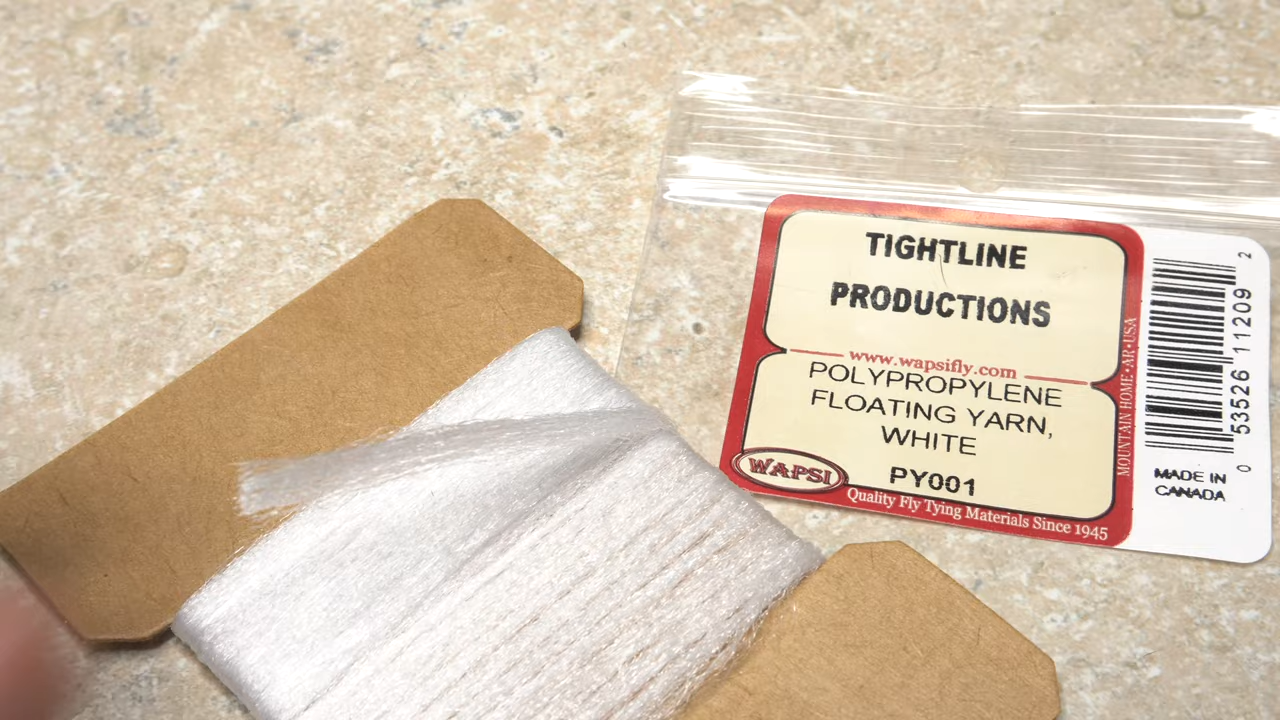 TIGHTLINE
PRODUCTIONS
www.wapsifly.com
POLYPROPYLENE
FLOATING YARN,
WHITE
PY001
WAPSI
Quality Fly Tying Materials Since 1945
MOUNTAIN HOME•AR•USA
0 53526 11209 2
MADE IN
CANADA